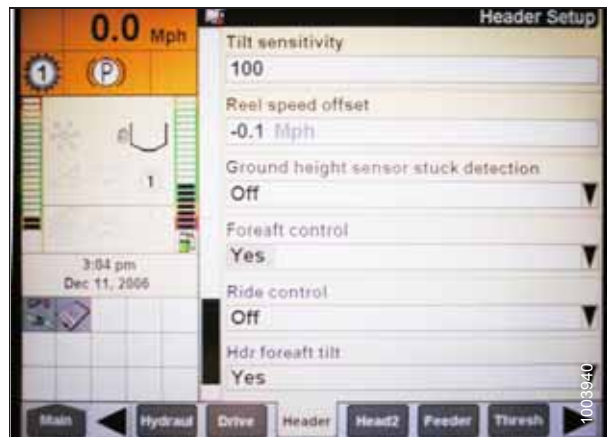 0.0 Mph
Header Setup
1
(P)
Tilt sensitivity
100
Reel speed offset
-0.1 Mph
Ground height sensor stuck detection
Off
Foreaft control
Yes
Ride control
Off
Hdr foreaft tilt
Yes
1
3:04 pm
Dec 11, 2006
GPS
Main
Hydraul
Drive
Header
Head2
Feeder
Thresh
1003940